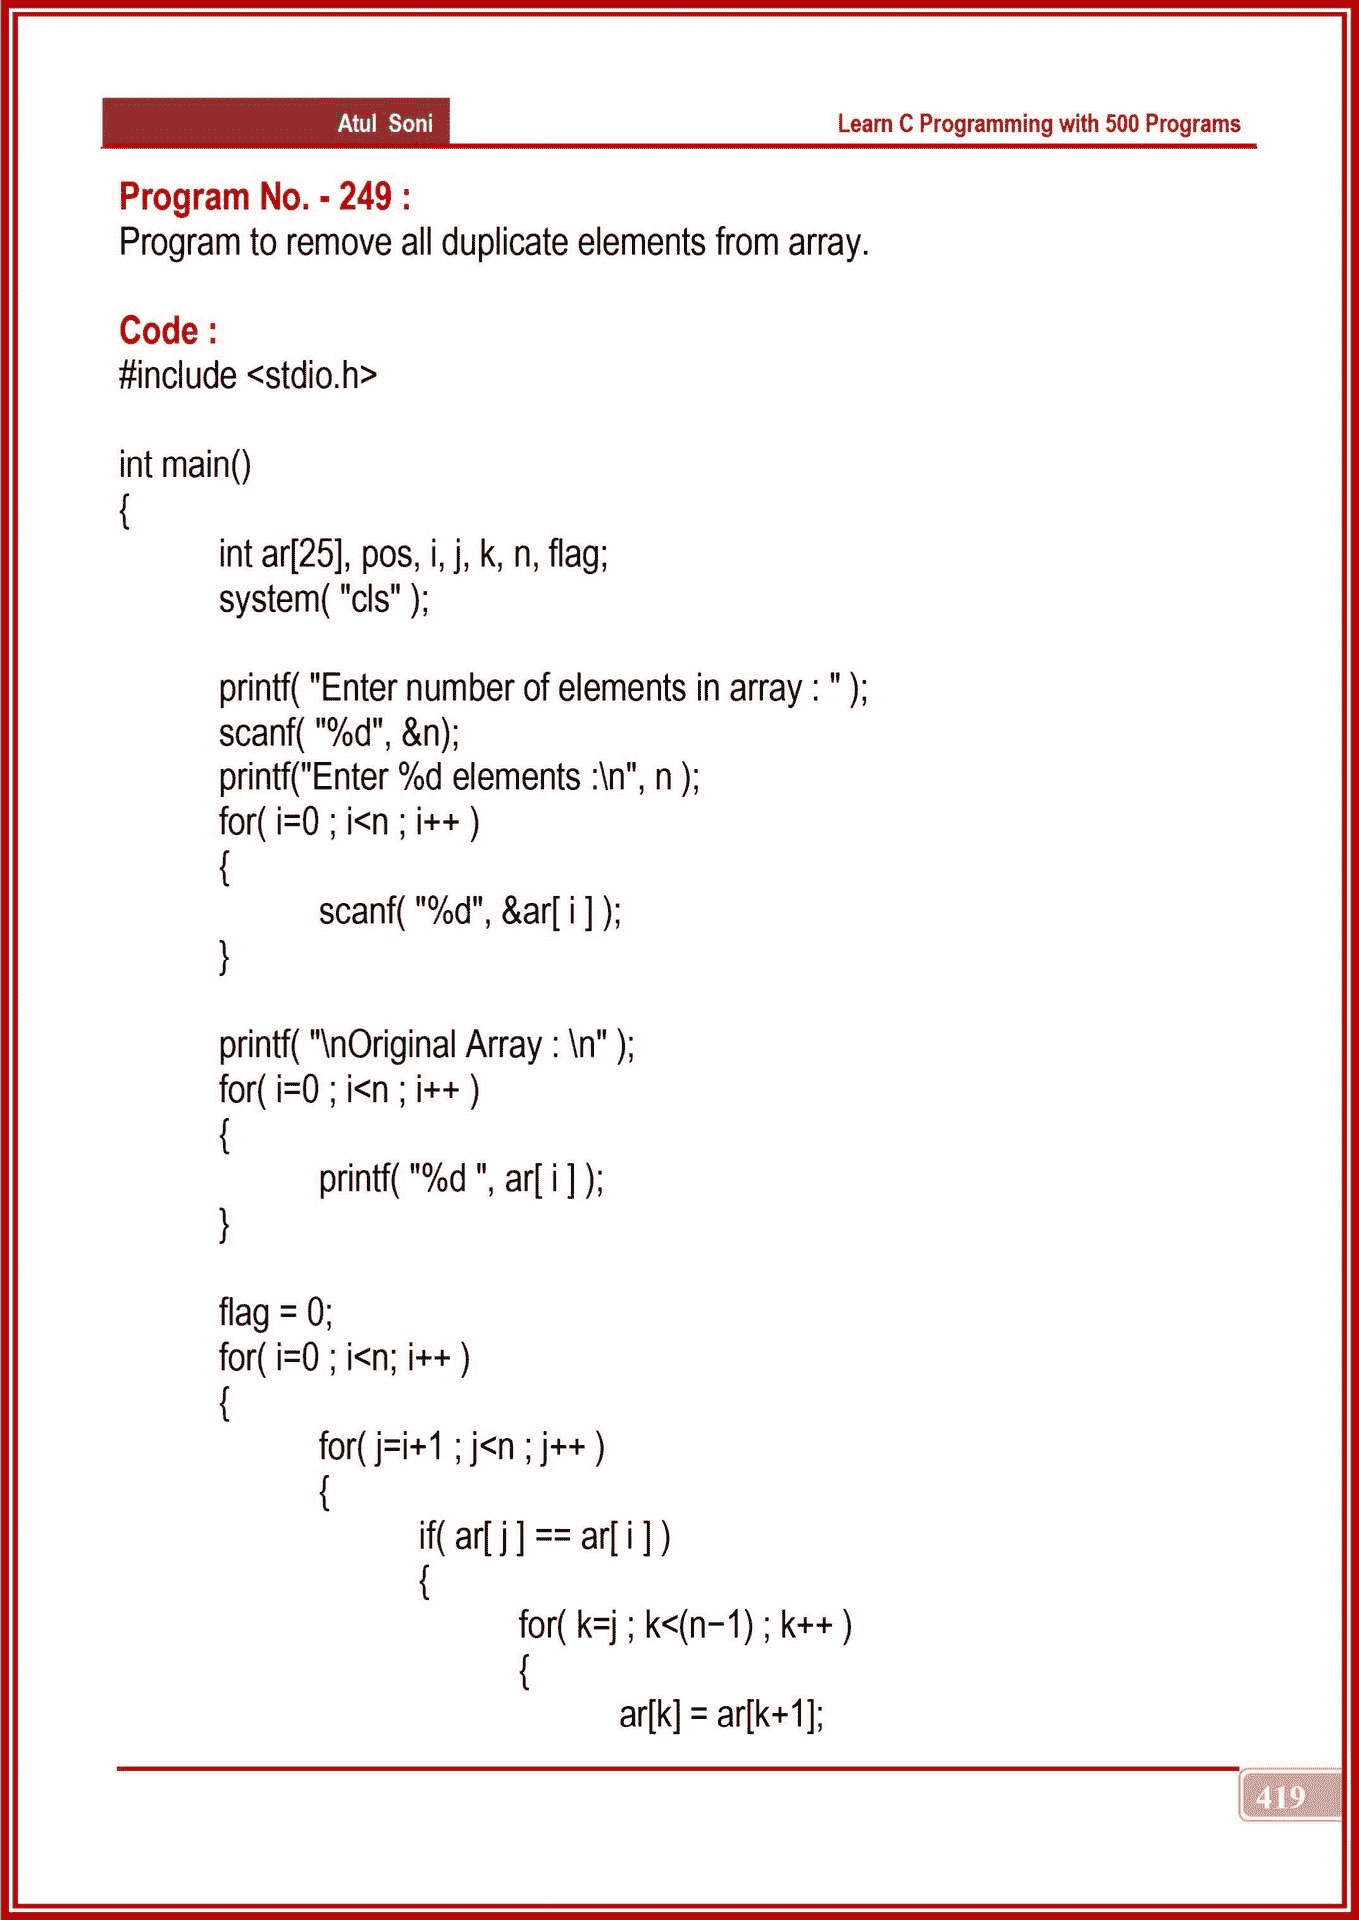 Atul Soni
Learn C Programming with 500 Programs
Program No. - 249 :
Program to remove all duplicate elements from array.
Code :
#include <stdio.h>
int main()
{
int ar[25], pos, i, j, k, n, flag;
system( "cls" );
printf( "Enter number of elements in array : " );
scanf( "%d", &n);
printf("Enter %d elements :\n", n );
for( i=0 ; i<n ; i++ )
{
scanf( "%d", &ar[ i ] );
}
printf( "\nOriginal Array : \n" );
for( i=0 ; i<n ; i++ )
{
printf( "%d ", ar[ i ] );
}
flag = 0;
for( i=0 ; i<n; i++ )
{
for( j=i+1 ; j<n ; j++ )
{
if( ar[ j ] == ar[ i ] )
{
for( k=j ; k<(n−1) ; k++ )
{
ar[k] = ar[k+1];
419